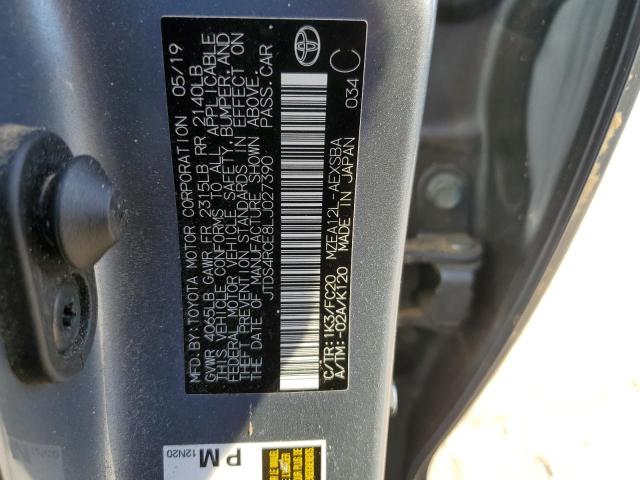 MFD.BY:TOYOTA MOTOR CORPORATION 05/19
GVWR 4065LB GAWR FR 2315LB RR 2140LB
THIS VEHICLE CONFORMS TO ALL APPLICABLE
FEDERAL MOTOR VEHICLE SAFETY, BUMPER, AND
THEFT PREVENTION STANDARDS IN EFFECT ON
THE DATE OF MANUFACTURE SHOWN ABOVE.
JTDS4RCE8LJ027390 PASS.CAR
C/TR:1K3/FC20 MZEA12L-AEXSBA
A/TM:-02A/K120 MADE IN JAPAN
034 C
PM
12N20